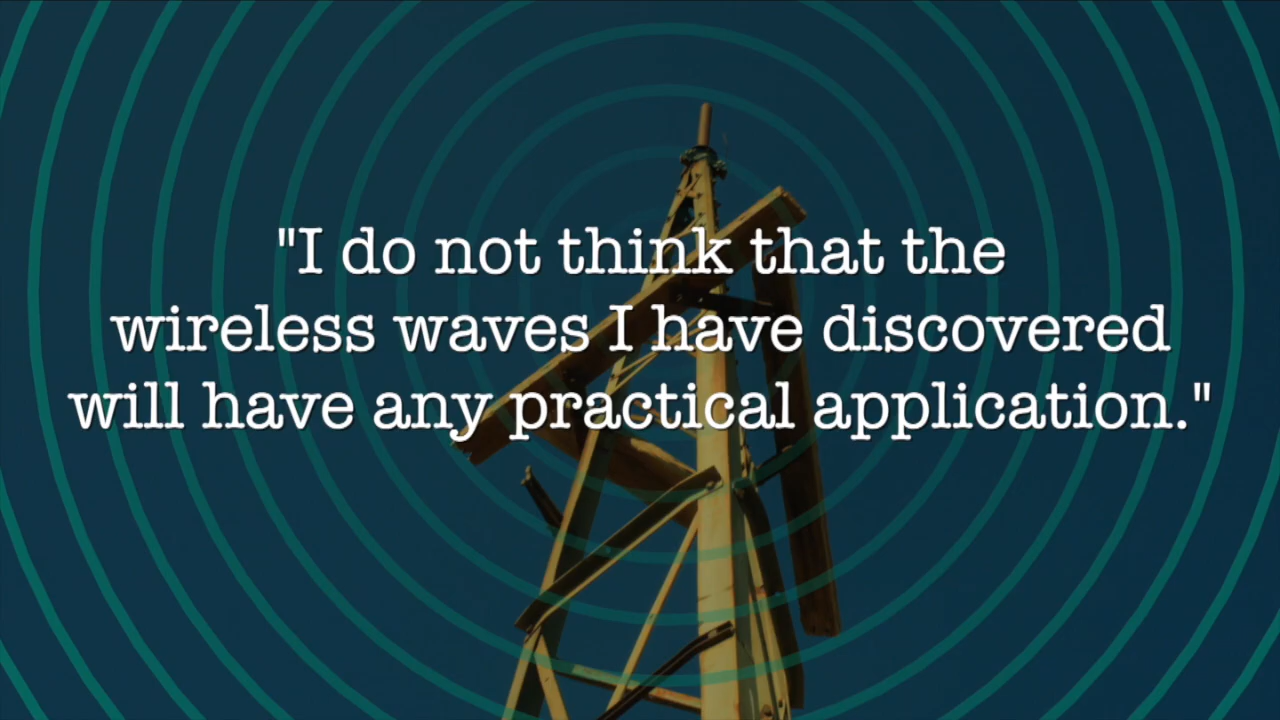 "I do not think that the
wireless waves I have discovered
will have any practical application."